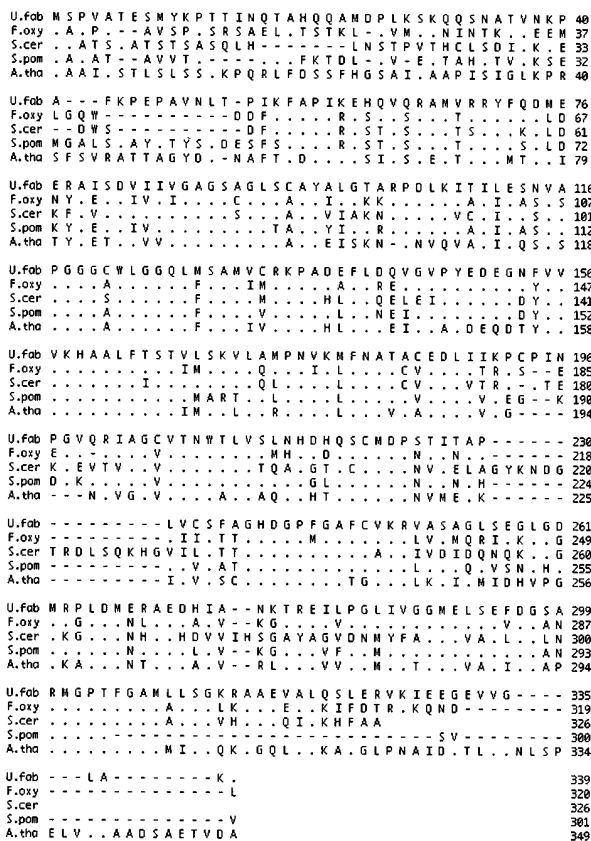 U.fab M S P V A T E S M Y K P T T I N Q T A H Q Q A M D P L K S K Q Q S N A T V N K P 40
F.oxy . A . P . - - A V S P . S R S A E L . T S T K L - . V M . . N I N T K . . E E M 37
S.cer . . A T S . A T S T S A S Q L H - - - - - - - L N S T P V T H C L S D I . K . E 33
S.pom . A . A T - - A V V T . - - - - - - - F K T D L . - V - E . T A H . T V . K S E 32
A.tha . . A I . S T L S L S S . K P Q R L F D S S F H G S A I . A A P I S I G L K P R 40
U.fab A - - - F K P E P A V N L T - P I K F A P I K E H Q V Q R A M V R R Y F Q D M E 76
F.oxy L G Q W - - - - - - - - - - D D F . . . . R . S . . S . . . . T . . . . . . L D 67
S.cer - - D W S - - - - - - - - - - D F . . . . R . S T . S . . . . T S . . . . K . L D 61
S.pom M G A L S . A Y . T Y S . D E S F S . . . R . S T . . . . . . . . . . . . S . L D 72
A.tha S F S V R A T T A G Y D . - N A F T . D . . . . S I . S . E . T . . . . M T . . I 79
U.fab E R A I S D V I I V G A G S A G L S C A Y A L G T A R P D L K I T I L E S N V A 116
F.oxy N Y . E . . I V . I . . . . C . . . A . . I . . K K . . . . . A . I . A S . S 107
S.cer K F . V . . . . . . . . . . S . . . A . . V I A K N . . . . V C . I . . S . . 101
S.pom K Y . E . . I V . . . . . . . . . T A . . Y I . . R . . . . . . A . I . A S . . 112
A.tha T Y . E T . . V V . . . . . . . . . A . . E I S K N - . N V Q V A . I . Q S . S 118
U.fab P G G G C W L G G Q L M S A M V C R K P A D E F L D Q V G V P Y E D E G N F V V 156
F.oxy . . . . A . . . . . . F . . . I M . . . . . A . . R E . . . . . . . . . . Y . . 147
S.cer . . . . S . . . . . . F . . . . M . . . . . H L . . Q E L E I . . . . . . D Y . . 141
S.pom . . . . A . . . . . . F . . . . V . . . . . . L . . N E I . . . . . . . . D Y . . 152
A.tha . . . . A . . . . . . F . . . I V . . . . . H L . . . E I . . A . D E Q D T Y . . 158
U.fab V K H A A L F T S T V L S K V L A M P N V K M F N A T A C E D L I I K P C P I N 196
F.oxy . . . . . . . . . . I M . . . . Q . . . I . L . . . . . C V . . . . T R . S . . E 185
S.cer . . . . . . . I . . . . . . . . Q L . . . . . L . . . . . C V . . . V T R . . T E 180
S.pom . . . . . . . . . . . M A R T . . L . . . . . L . . . . . . V . . . . V . E G - - K 190
A.tha . . . . . . . . . . I M . . L . . R . . . . . L . . . V . A . . . . V . G - . . . . 194
U.fab P G V Q R I A G C V T N W T L V S L N H D H Q S C M D P S T I T A P - - - - - - 230
F.oxy E . . - . . . . V . . . . . . . . M H . . D . . . . . . N . . N . . - - - - - - 218
S.cer K . E V T V . . V . . . . . . . . T Q A . G T . C . . . . N V . E L A G Y K N D G 220
S.pom D . K . . . . . V . . . . . . . . . . . G L . . . . . . N . . N . H - - - - - - 224
A.tha . - - - N . V G . V . . . . A . . A Q . . H T . . . . . N V M E . K - - - - - - 225
U.fab - - - - - - - - - L V C S F A G H D G P F G A F C V K R V A S A G L S E G L G D 261
F.oxy - - - - - - - - - . I I . T T . . . . . . M . . . . . . L V . M Q R I . K . . G 249
S.cer T R D L S Q K H G V I L . T T . . . . . . . . . . A . . I V D I D Q N Q K . . G 260
S.pom - - - - - - - - - . . V . A T . . . . . . . . . . . . . L . . . Q . V S N . H . 255
A.tha - - - - - - - - - I . V . S C . . . . . . . T G . . . L K . I . M I D H V P G 256
U.fab M R P L D M E R A E D H I A - - N K T R E I L P G L I V G G M E L S E F D G S A 299
F.oxy . . G . . . N L . . . A . V - - K G . . . . V . . . . . . . . . . . . V . . A N 287
S.cer . K G . . . N H . . H D V V I H S G A Y A G V D N M Y F A . . . V A . L . . L N 300
S.pom . . . . . . N . . . . L . V - - K G . . . . V F . . M . . . . . . . . . . . A N 293
A.tha . K A . . . N T . . . A . V - - R L . . . . V V . . M . . T . . . V A . I . . A P 294
U.fab R M G P T F G A M L L S G K R A A E V A L Q S L E R V K I E E G E V V G - - - - 335
F.oxy . . . . . . . . . . A . . . L K . . . E . . K I F D T R . K Q N D - - - - 319
S.cer . . . . . . . . . . A . . . V H . . . Q I . K H F A A 326
S.pom . . . . . - - - - - - - - - - - - - - - - - - - - - - - - - - - S V - - - - - - 300
A.tha . . . . . . . . . . M I . . Q K . G Q L . . K A . G L P N A I D . T L . . N L S P 334
U.fab - - - L A - - - - - - - - - K . 339
F.oxy - - - - - - - - - - - - - - - L 320
S.cer 326
S.pom - - - - - - - - - - - - - - - V 301
A.tha E L V . . A A D S A E T V D A 349